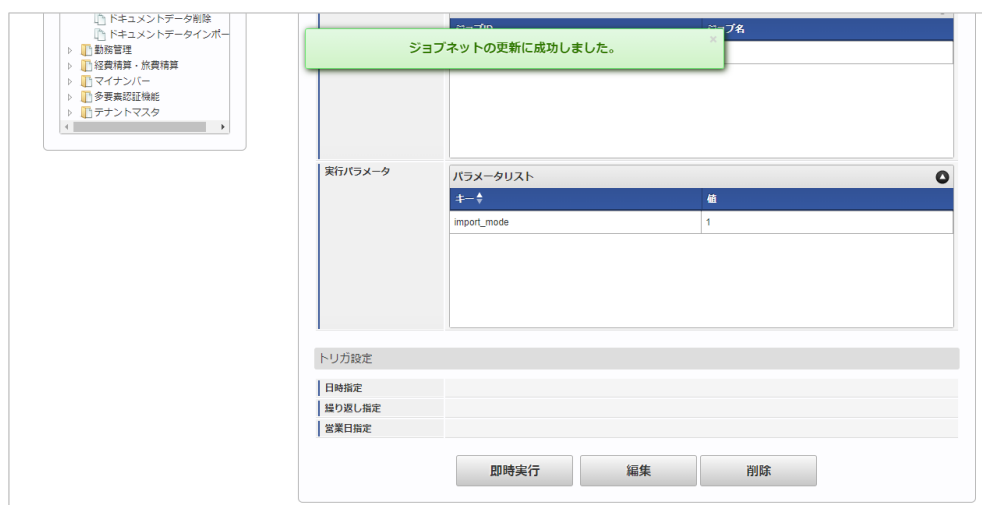 ドキュメントデータ削除
ドキュメントデータインポー
勤務管理
経費精算・旅費精算
マイナンバー
多要素認証機能
テナントマスタ
ジョブID ジョブ名
ジョブネットの更新に成功しました。 ×
実行パラメータ
パラメータリスト
キー 値
import_mode 1
トリガ設定
日時指定
繰り返し指定
営業日指定
即時実行 編集 削除